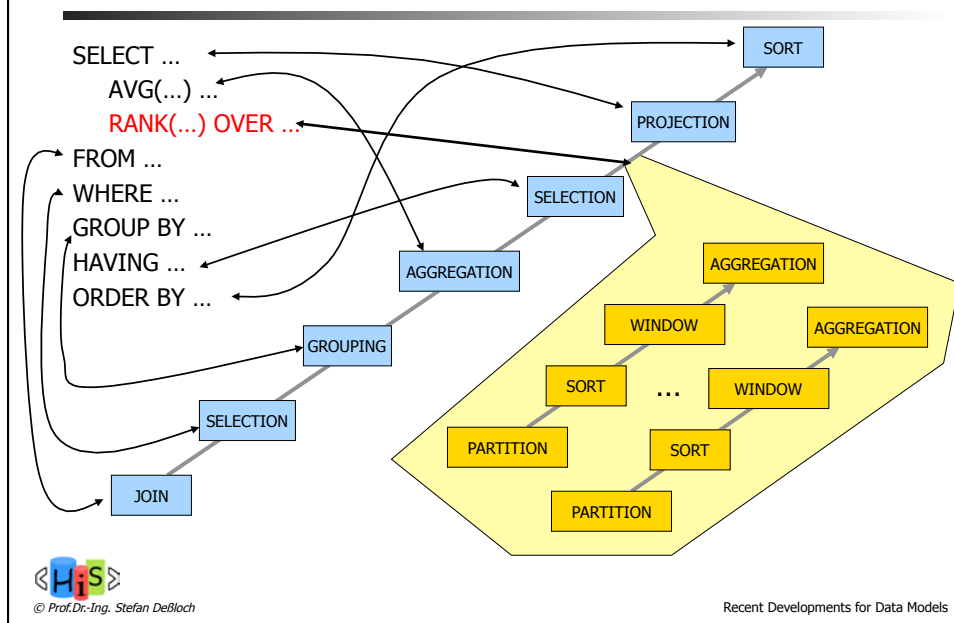 SELECT ...
AVG(...) ...
RANK(...) OVER ...
FROM ...
WHERE ...
GROUP BY ...
HAVING ...
ORDER BY ...
SORT
PROJECTION
SELECTION
AGGREGATION
GROUPING
SELECTION
JOIN
AGGREGATION
WINDOW
SORT
PARTITION
...
AGGREGATION
WINDOW
SORT
PARTITION
HiS
© Prof.Dr.-Ing. Stefan Deßloch
Recent Developments for Data Models